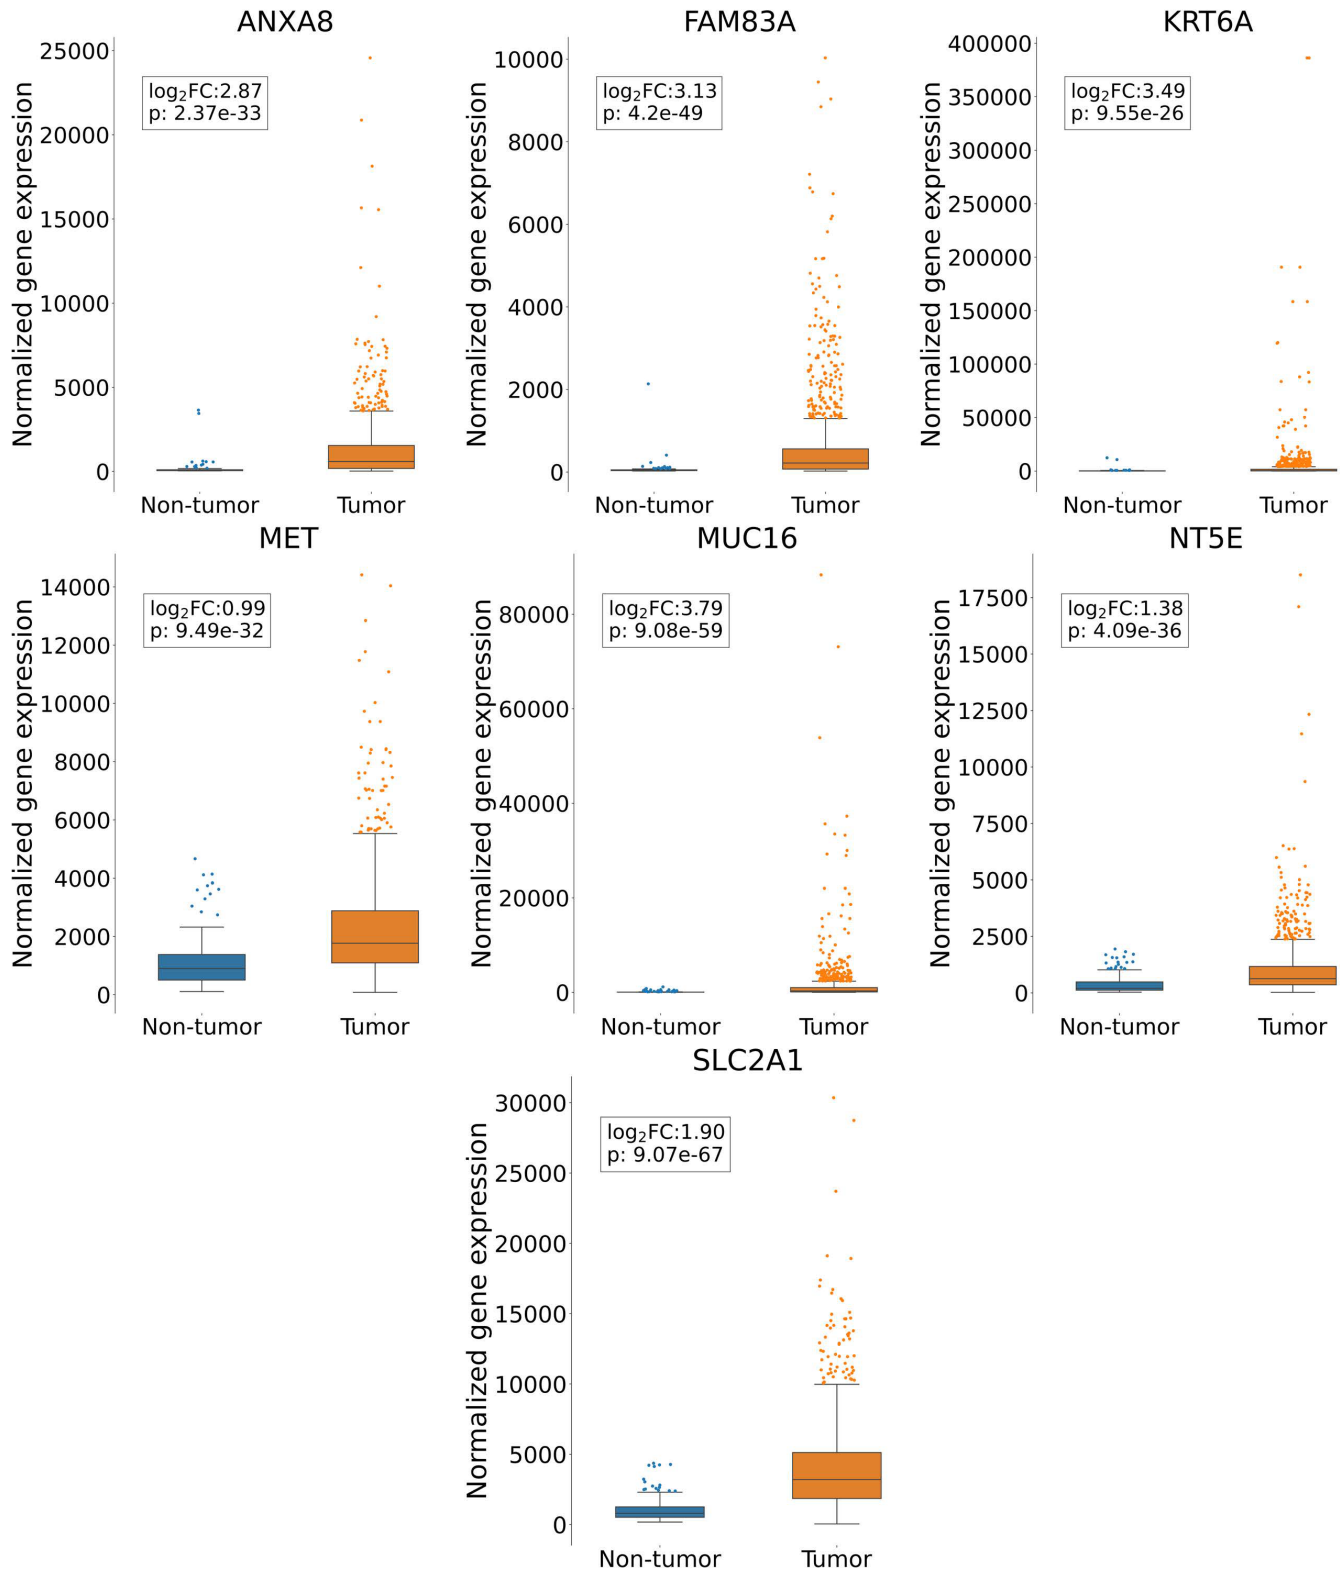 ANXA8
FAM83A
KRT6A
Normalized gene expression
25000
20000
15000
10000
5000
0
log₂FC:2.87
p: 2.37e-33
Non-tumor
Tumor
Normalized gene expression
10000
8000
6000
4000
2000
0
log₂FC:3.13
p: 4.2e-49
Non-tumor
Tumor
Normalized gene expression
400000
350000
300000
250000
200000
150000
100000
50000
0
log₂FC:3.49
p: 9.55e-26
Non-tumor
Tumor
MET
MUC16
NT5E
Normalized gene expression
14000
12000
10000
8000
6000
4000
2000
0
log₂FC:0.99
p: 9.49e-32
Non-tumor
Tumor
Normalized gene expression
80000
60000
40000
20000
0
log₂FC:3.79
p: 9.08e-59
Non-tumor
Tumor
Normalized gene expression
17500
15000
12500
10000
7500
5000
2500
0
log₂FC:1.38
p: 4.09e-36
Non-tumor
Tumor
SLC2A1
Normalized gene expression
30000
25000
20000
15000
10000
5000
0
log₂FC:1.90
p: 9.07e-67
Non-tumor
Tumor